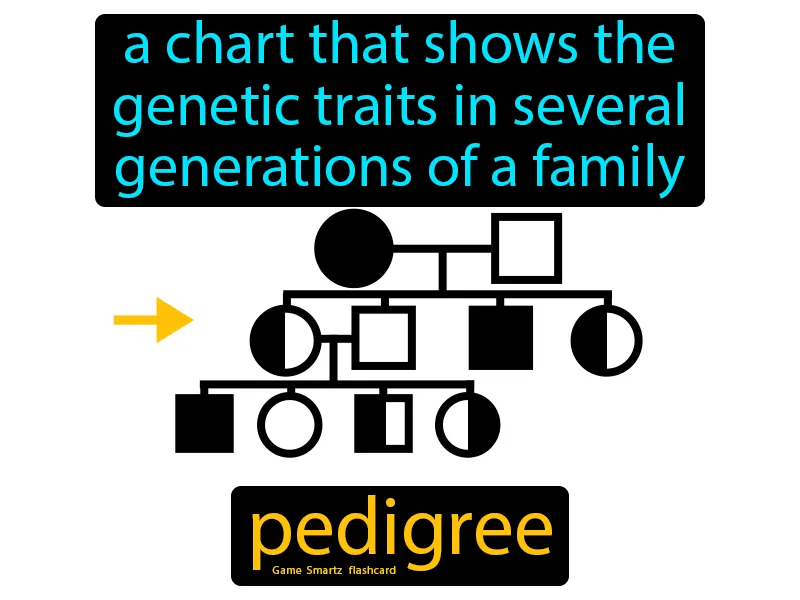 a chart that shows the
genetic traits in several
generations of a family
pedigree
Game Smartz flashcard